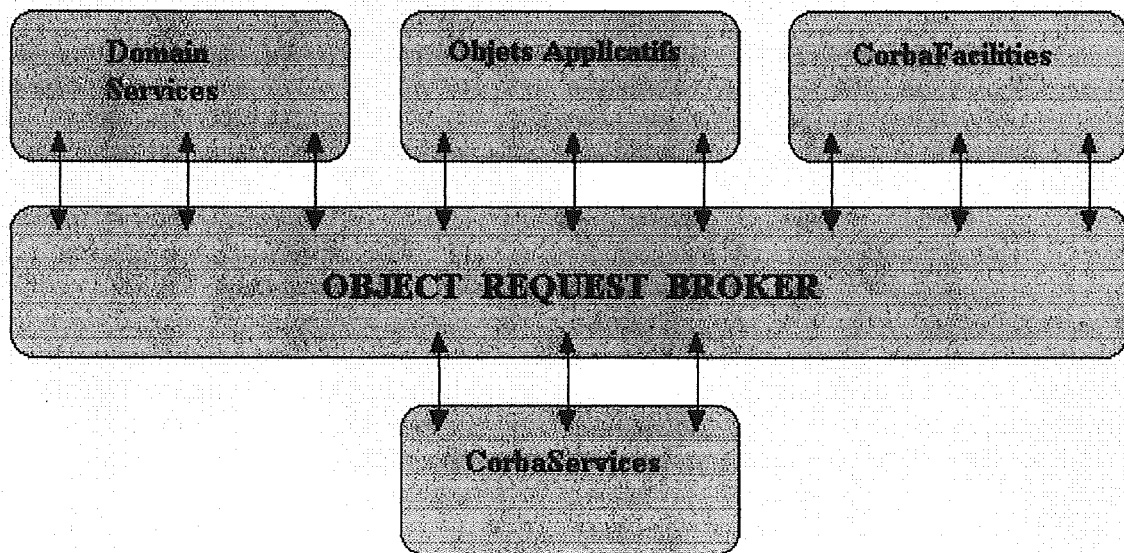 Domain
Services
Objets Applicatifs
CorbaFacilities
OBJECT REQUEST BROKER
CorbaServices